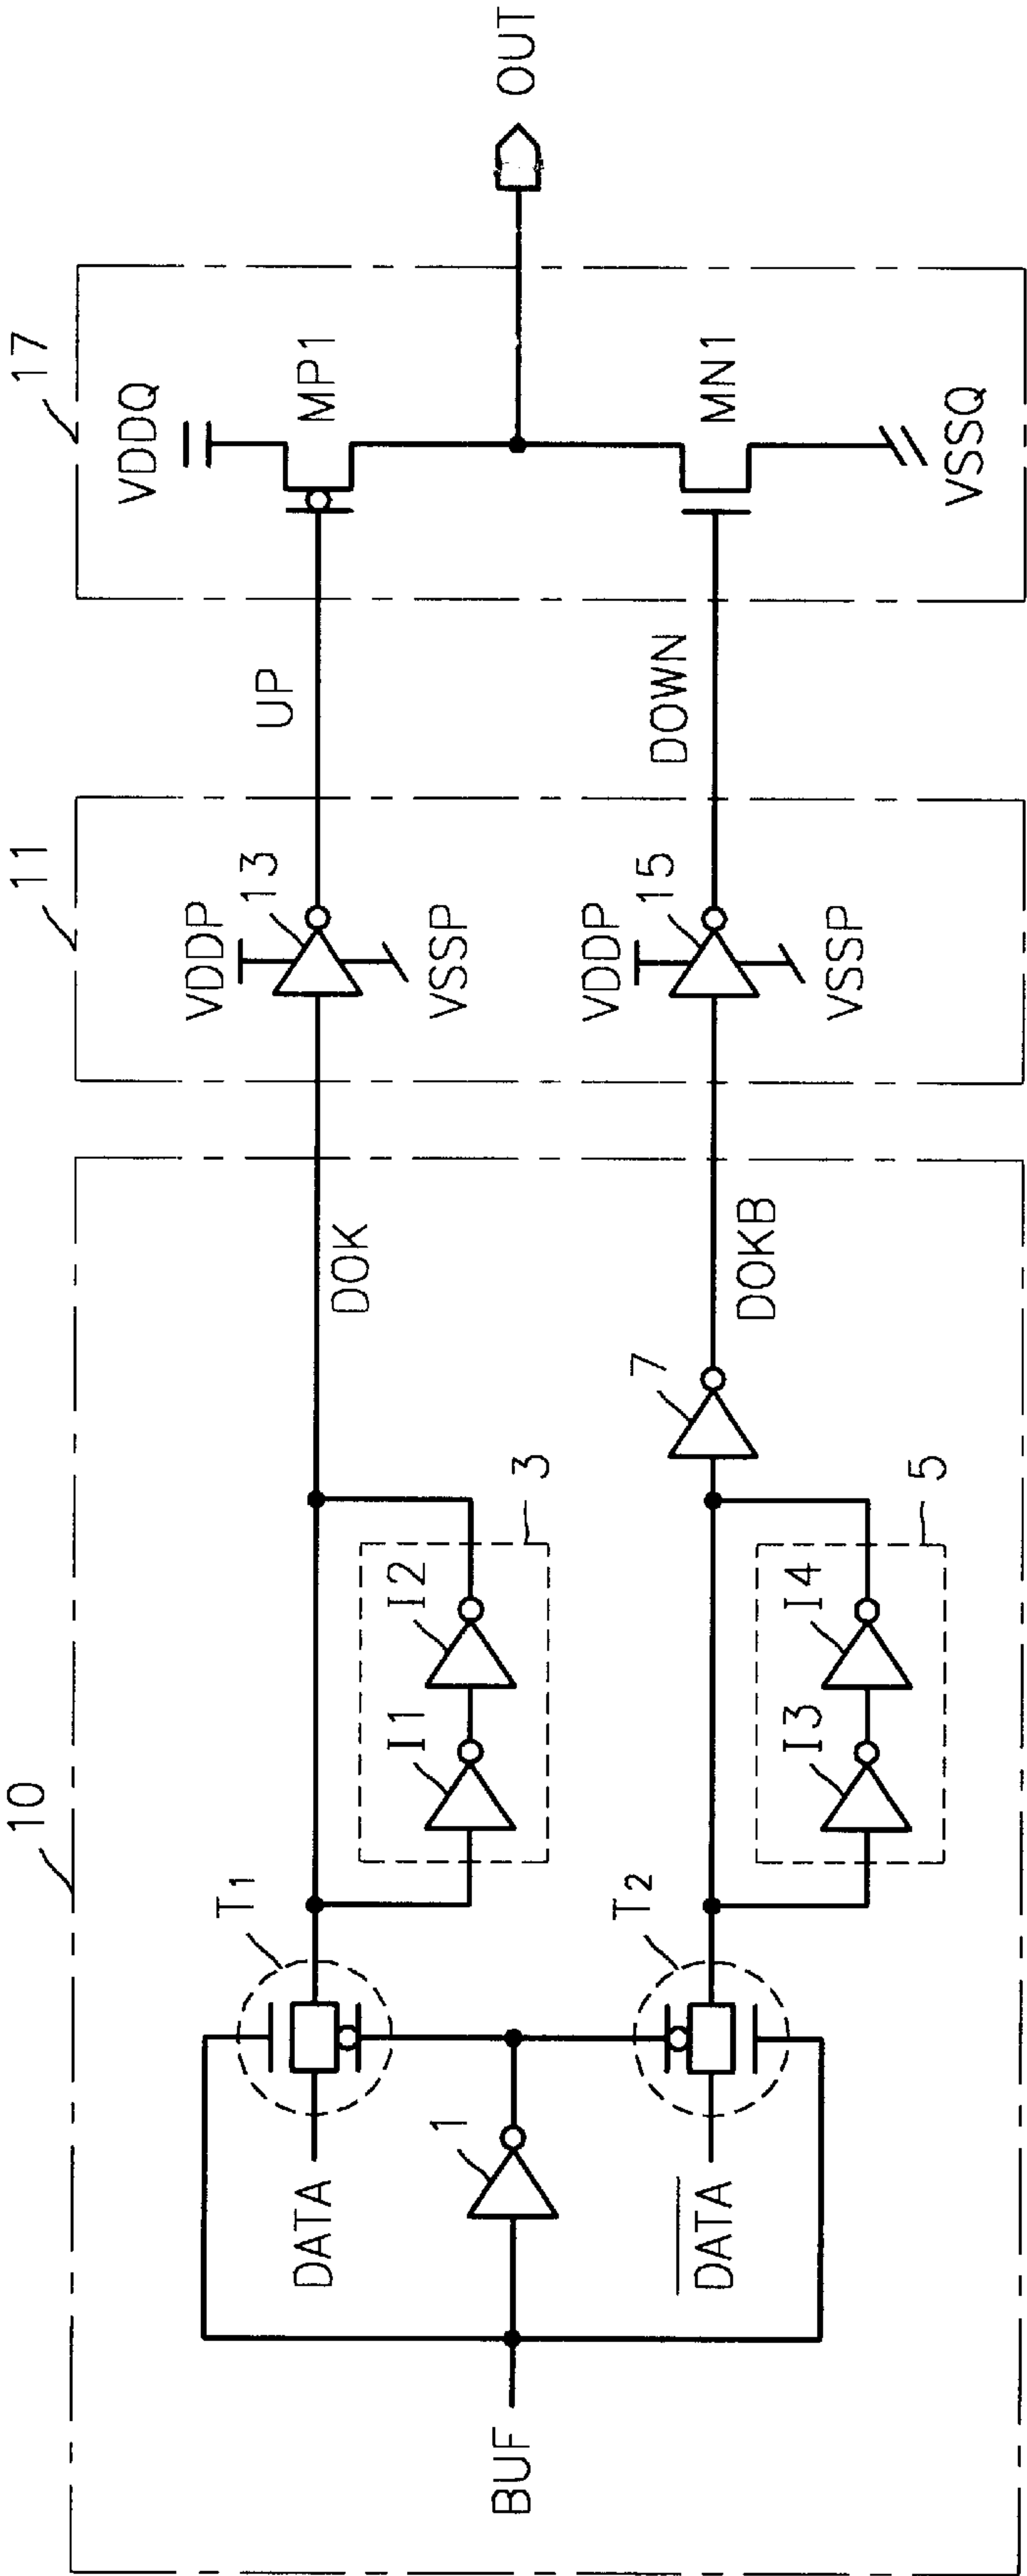 10
11
17
BUF
DATA
DATA
1
T1
T2
I1
I2
3
I3
I4
5
7
DOK
DOKB
VDDP
13
VSSP
VDDP
15
VSSP
UP
DOWN
VDDQ
MP1
MN1
VSSQ
OUT